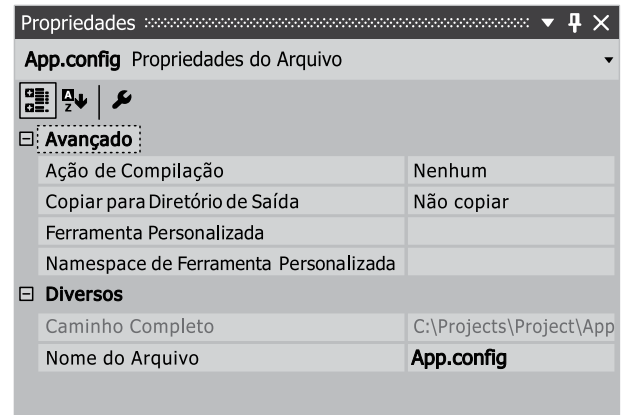 Propriedades
App.config Propriedades do Arquivo
Avançado
Ação de Compilação Nenhum
Copiar para Diretório de Saída Não copiar
Ferramenta Personalizada
Namespace de Ferramenta Personalizada
Diversos
Caminho Completo C:\Projects\Project\App
Nome do Arquivo App.config